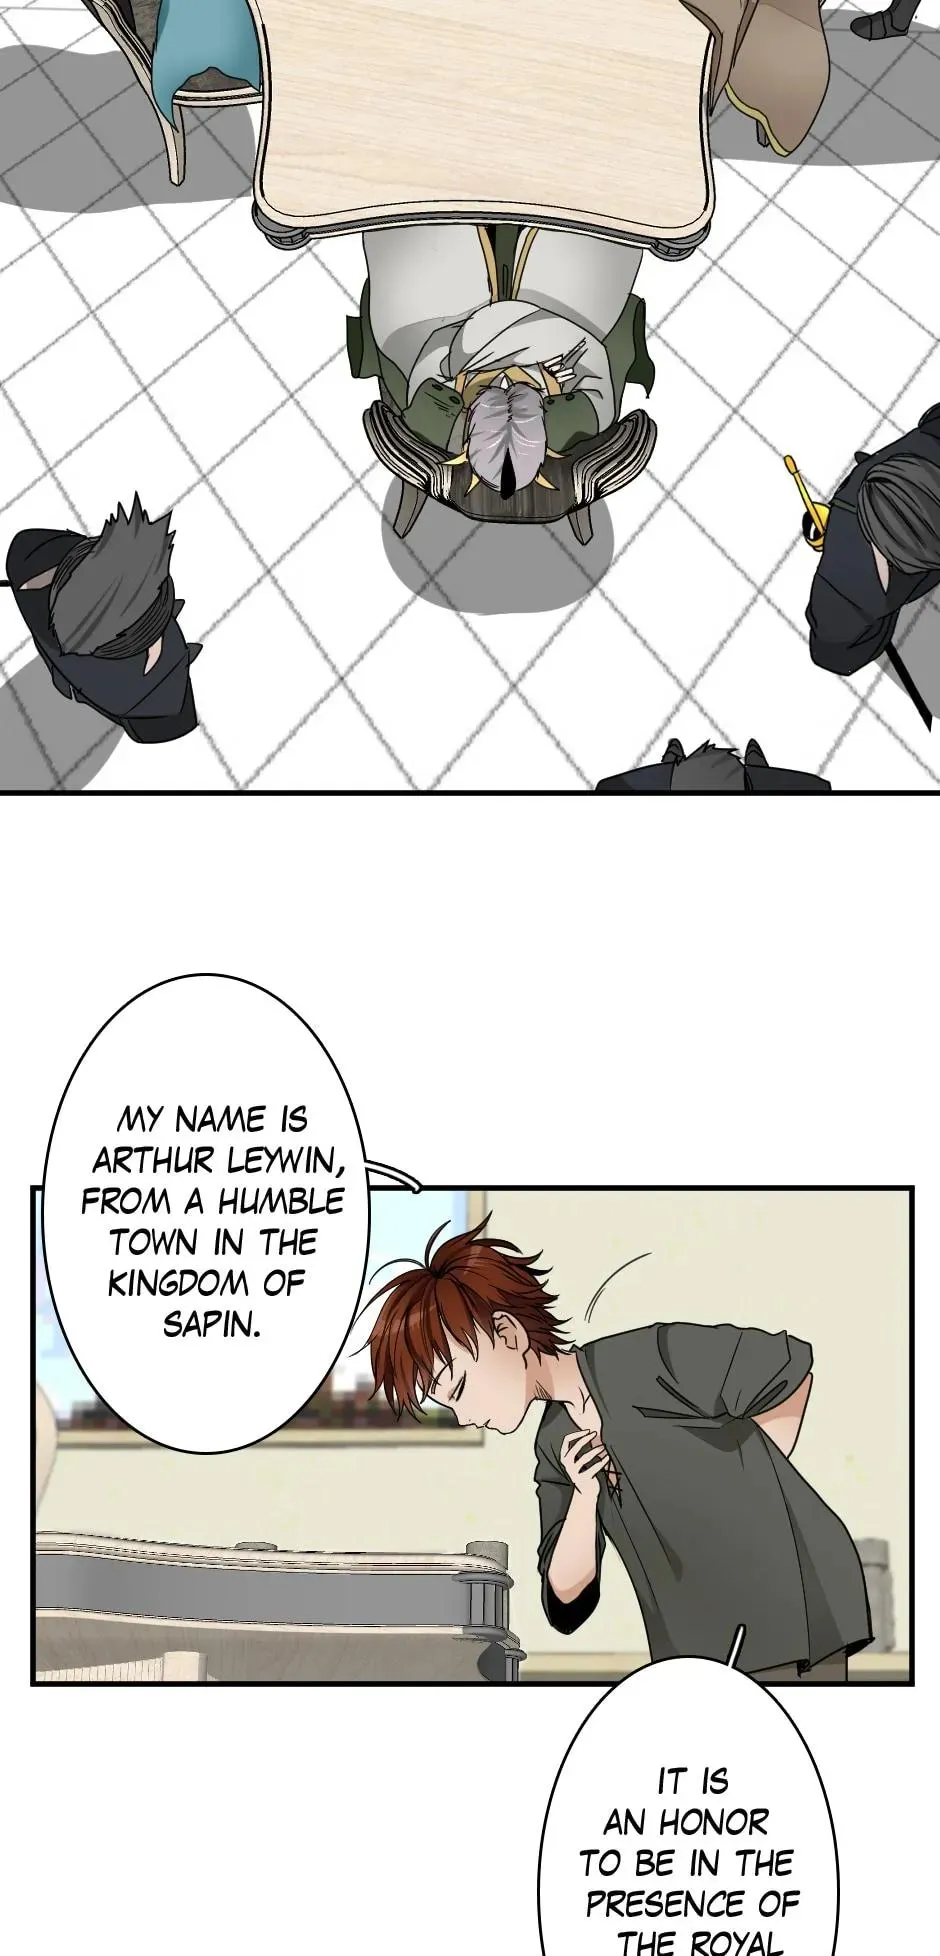 MY NAME IS
ARTHUR LEYWIN,
FROM A HUMBLE
TOWN IN THE
KINGDOM OF
SAPIN.
IT IS
AN HONOR
TO BE IN THE
PRESENCE OF
THE ROYAL